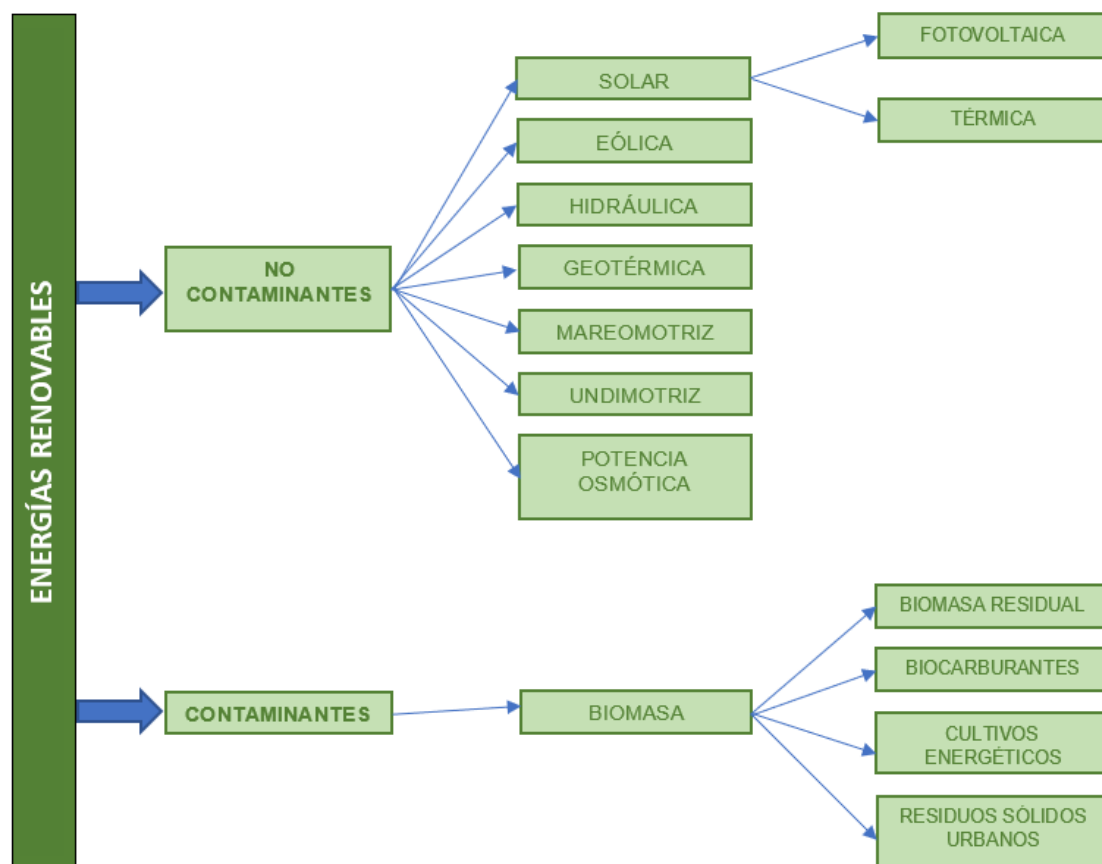 ENERGÍAS RENOVABLES
NO
CONTAMINANTES
SOLAR
FOTOVOLTAICA
TÉRMICA
EÓLICA
HIDRÁULICA
GEOTÉRMICA
MAREOMOTRIZ
UNDIMOTRIZ
POTENCIA
OSMÓTICA
CONTAMINANTES
BIOMASA
BIOMASA RESIDUAL
BIOCARBURANTES
CULTIVOS
ENERGÉTICOS
RESIDUOS SÓLIDOS
URBANOS